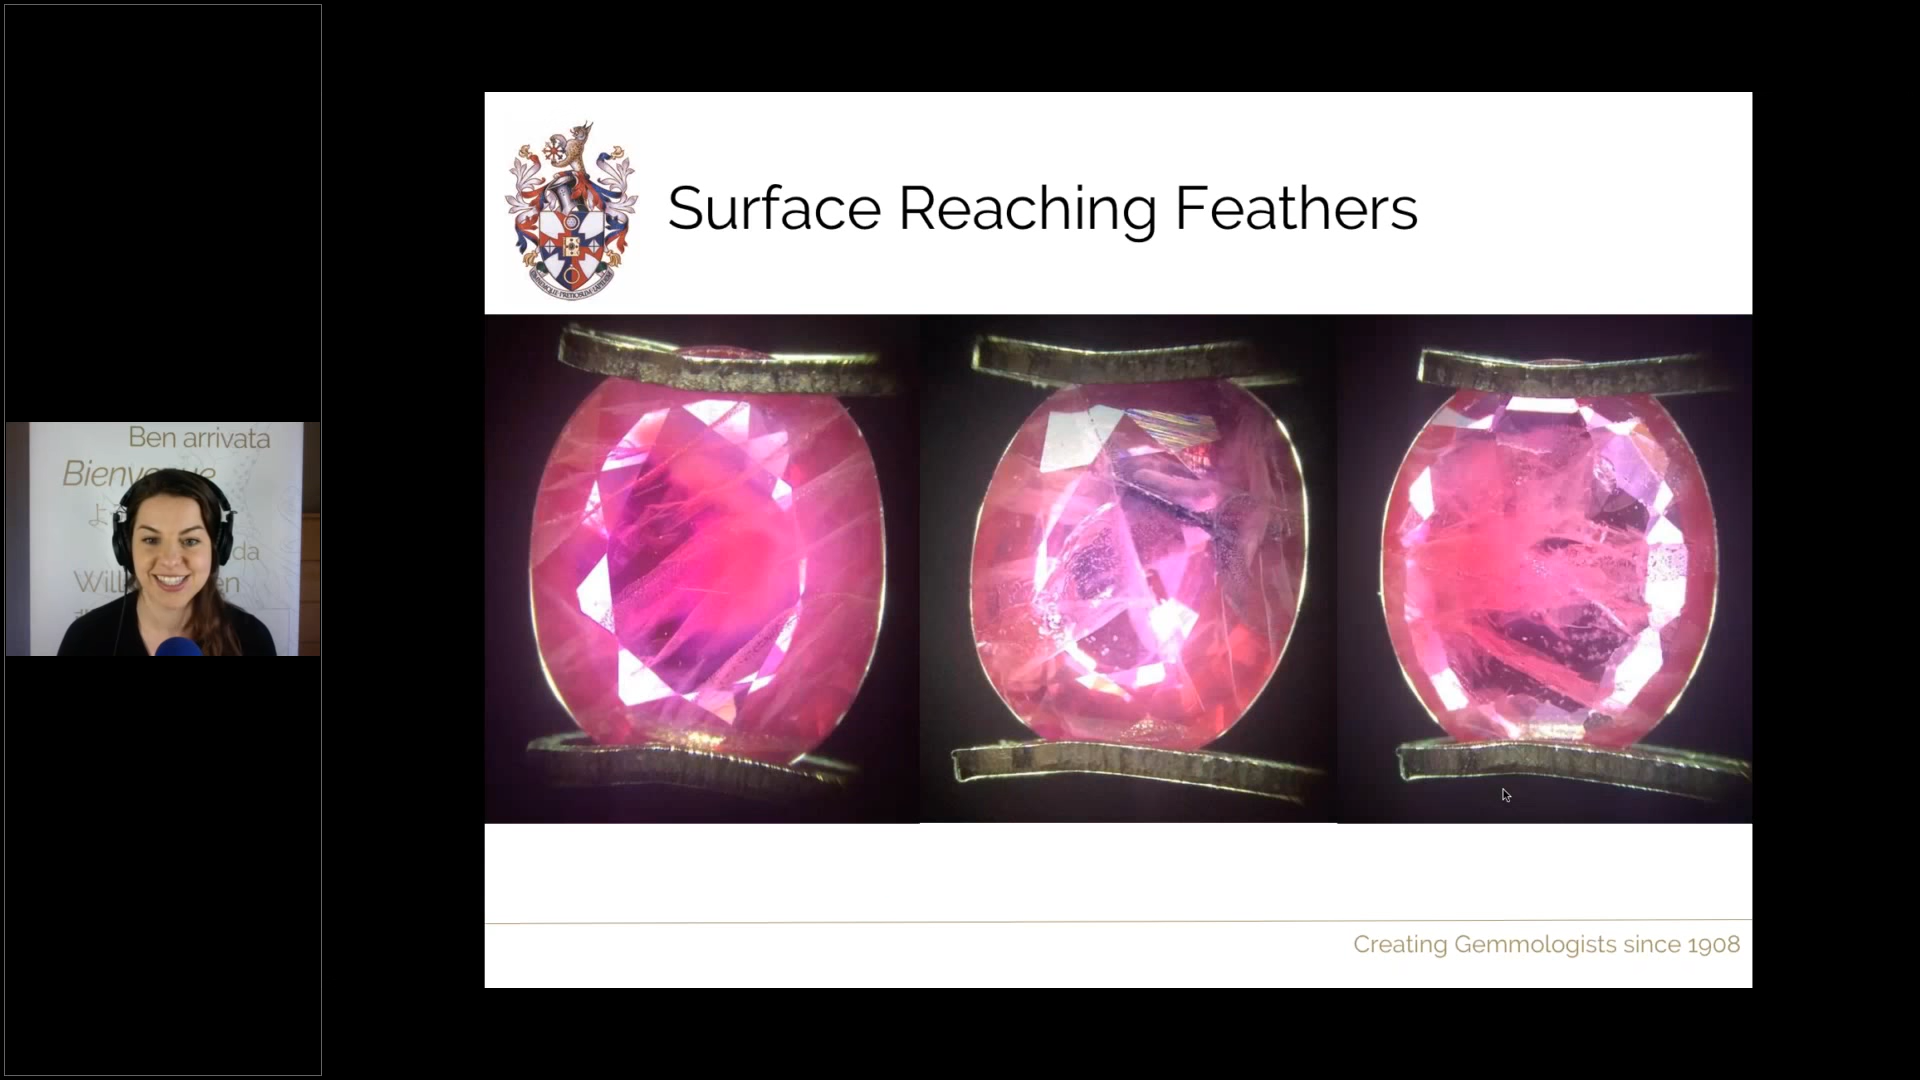 Ben arrivata
Surface Reaching Feathers
Creating Gemmologists since 1908